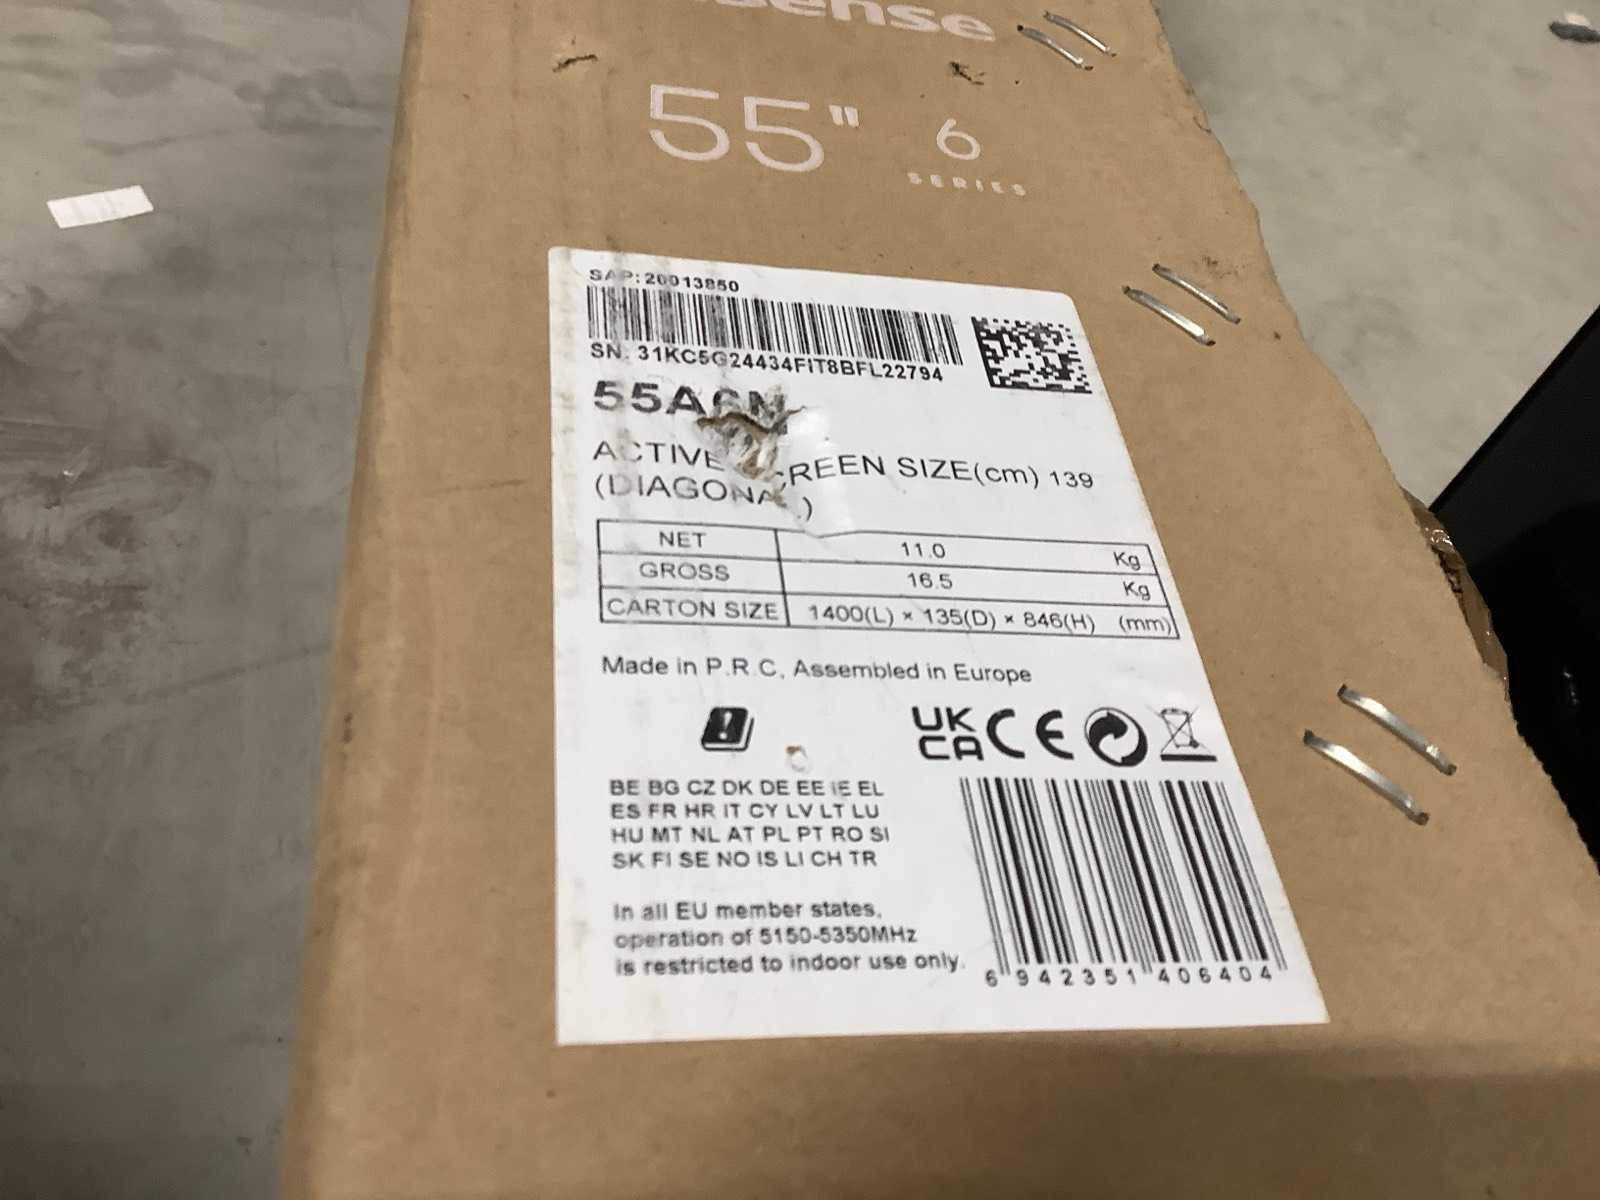 sense
55" 6
SERIES
SAP: 20013850
SN: 31KC5G24434FIT8BFL22794
55A6N
ACTIVE SCREEN SIZE(cm) 139
(DIAGONAL)
NET 11.0 Kg
GROSS 16.5 Kg
CARTON SIZE 1400(L) × 135(D) × 846(H) (mm)
Made in P.R.C, Assembled in Europe
UK
CA CE
BE BG CZ DK DE EE IE EL
ES FR HR IT CY LV LT LU
HU MT NL AT PL PT RO SI
SK FI SE NO IS LI CH TR
In all EU member states,
operation of 5150-5350MHz
is restricted to indoor use only.
6 942351 406404